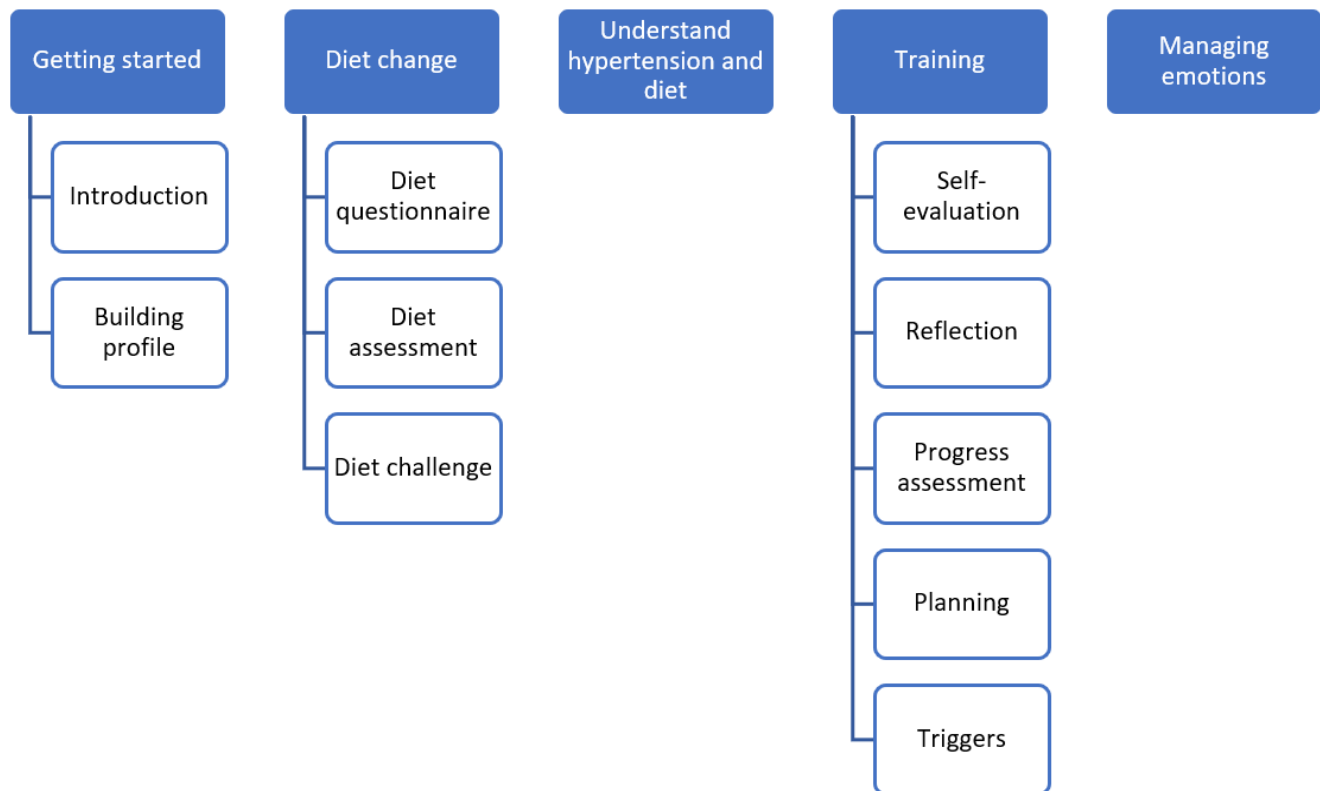 Getting started
Introduction
Building
profile
Diet change
Diet
questionnaire
Diet
assessment
Diet challenge
Understand
hypertension and
diet
Training
Self-
evaluation
Reflection
Progress
assessment
Planning
Triggers
Managing
emotions